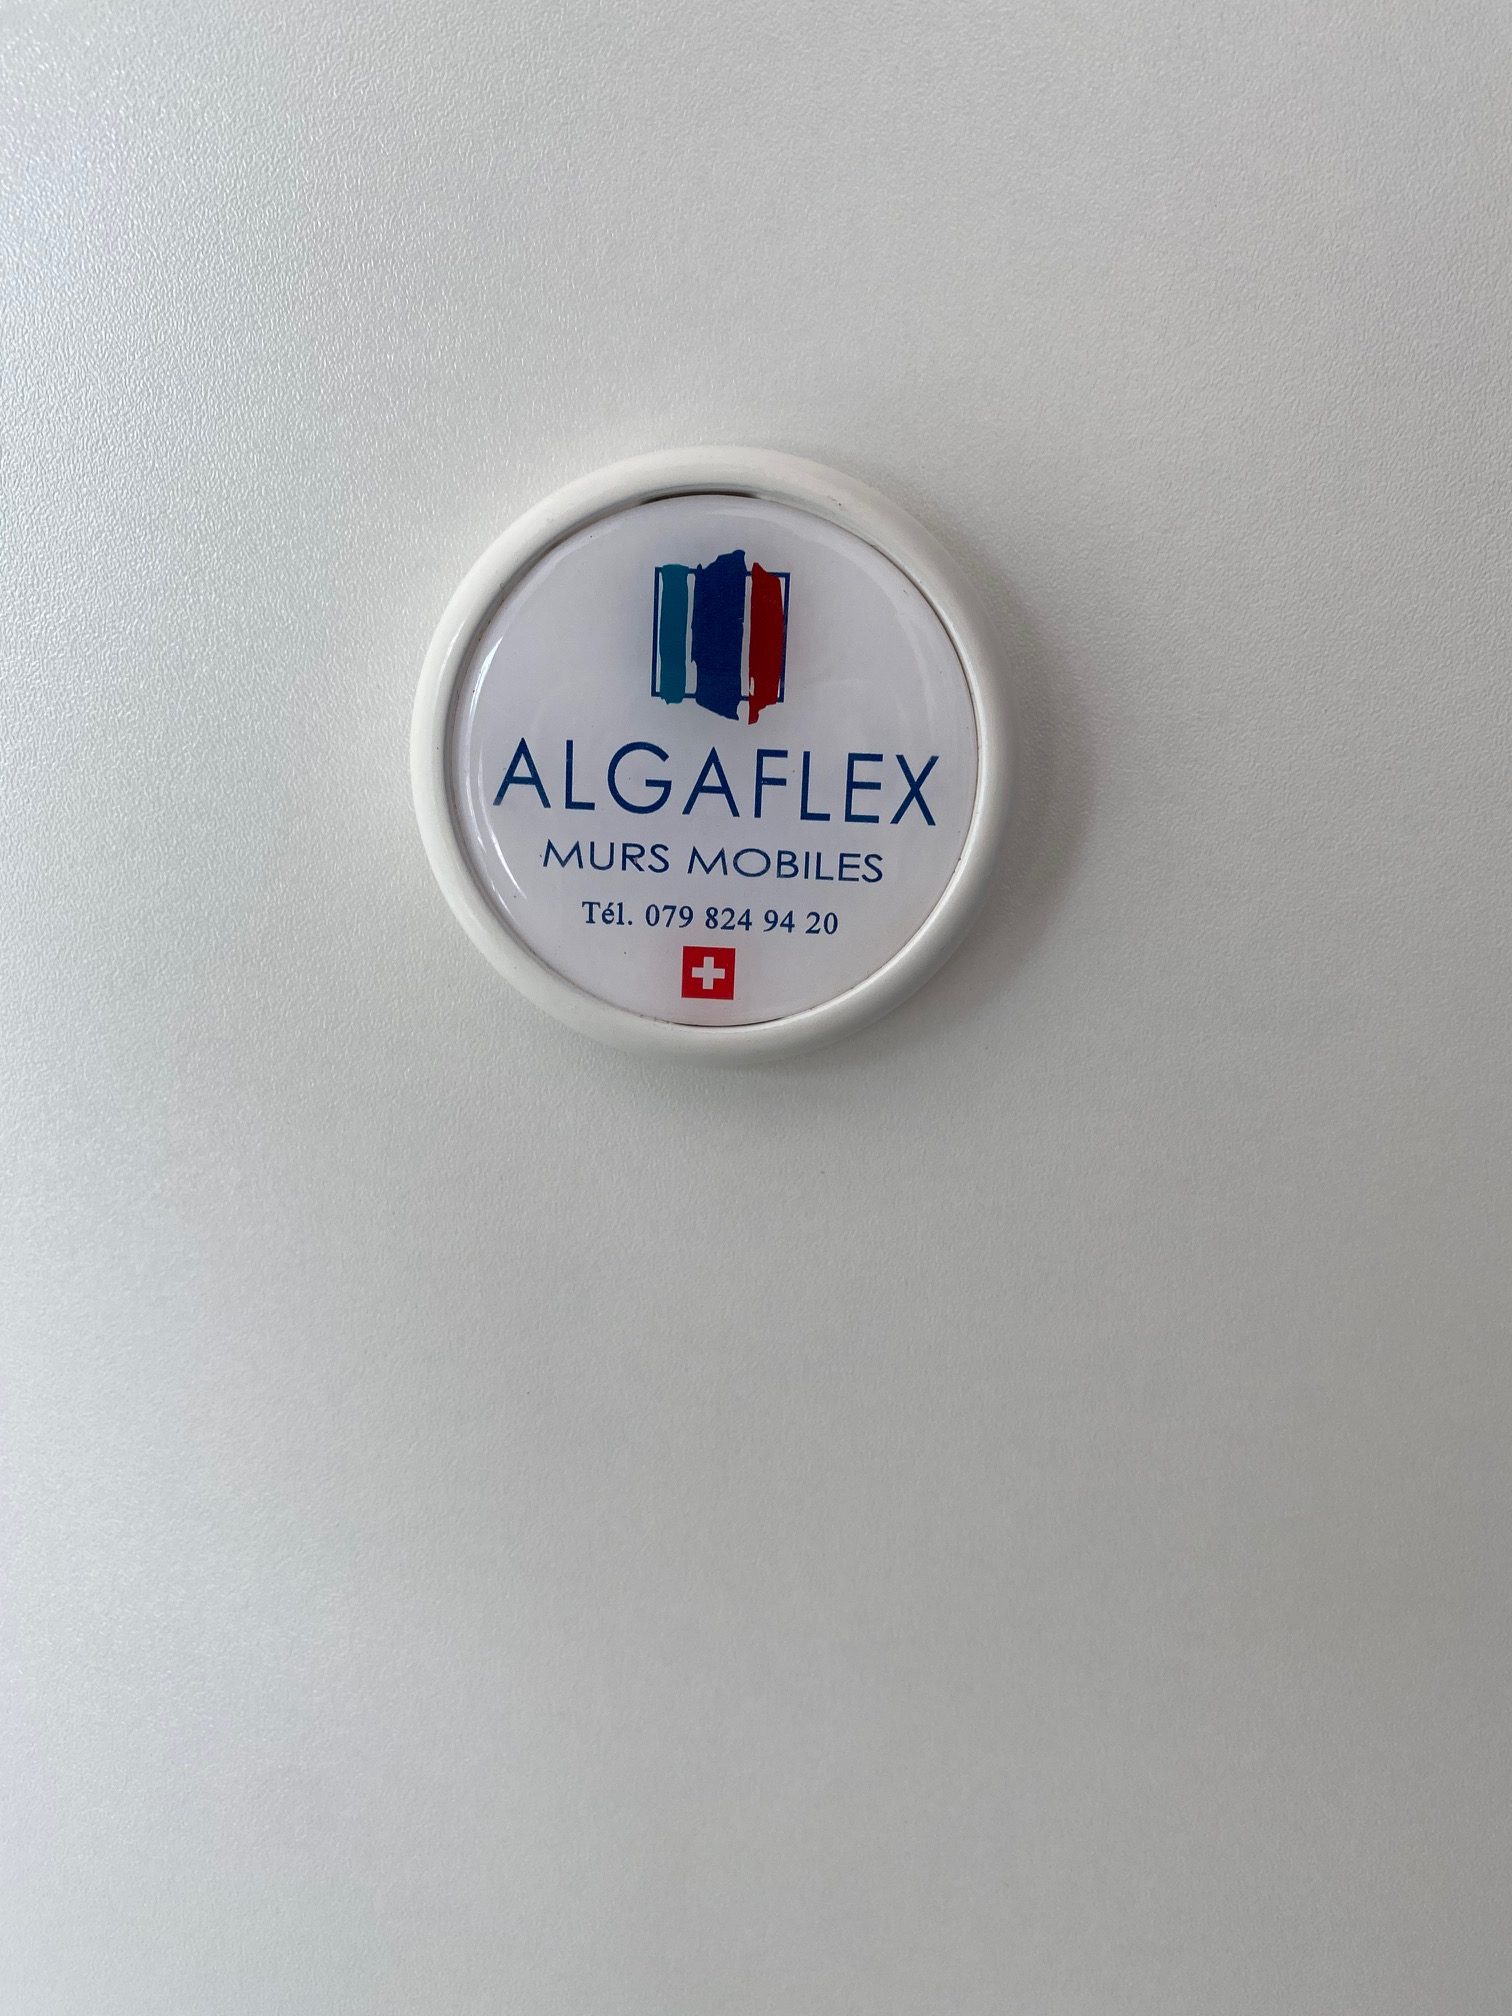 ALGAFLEX
MURS MOBILES
Tél. 079 824 94 20